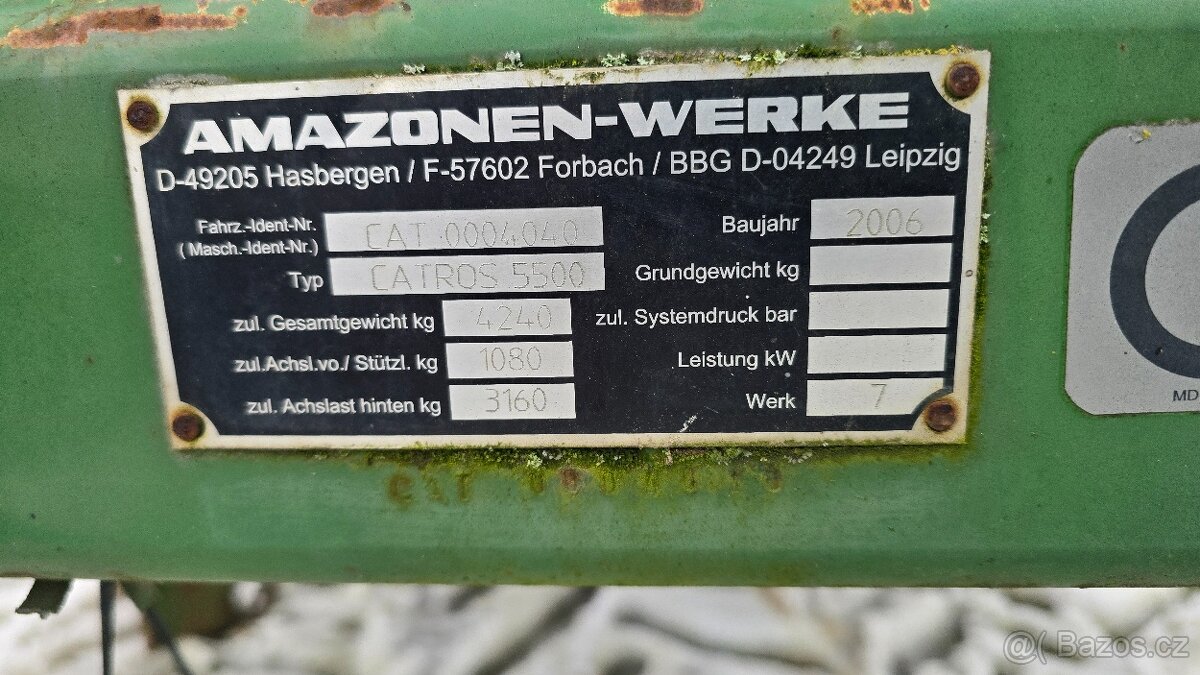 AMAZONEN-WERKE
D-49205 Hasbergen / F-57602 Forbach / BBG D-04249 Leipzig
Fahrz.-Ident-Nr.
(Masch.-Ident-Nr.) CAT 0004040
Typ CATROS 5500
zul. Gesamtgewicht kg 4240
zul.Achsl.vo./ Stützl. kg 1080
zul. Achslast hinten kg 3160
Baujahr 2006
Grundgewicht kg
zul. Systemdruck bar
Leistung kW
Werk 7
MD
Bazos.cz